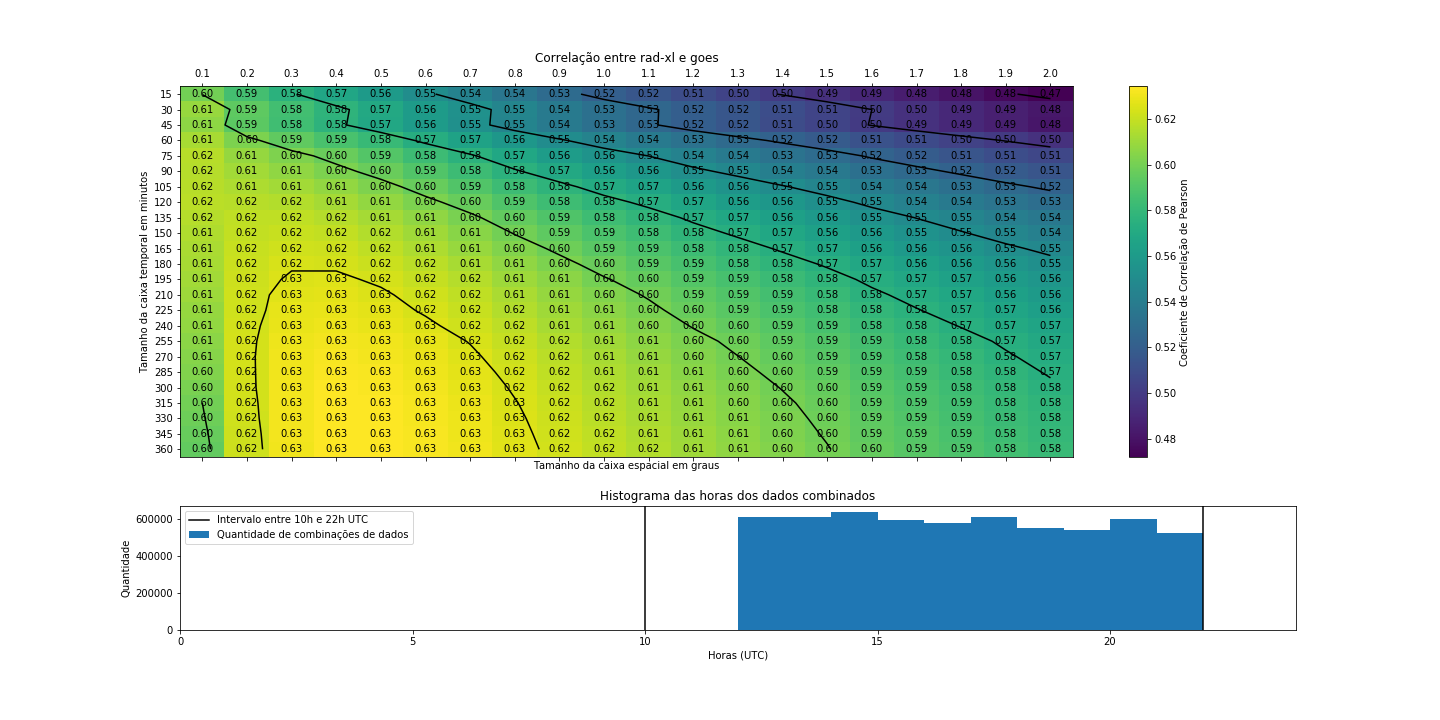 Correlação entre rad-xl e goes
0.1 0.2 0.3 0.4 0.5 0.6 0.7 0.8 0.9 1.0 1.1 1.2 1.3 1.4 1.5 1.6 1.7 1.8 1.9 2.0
15 0.60 0.59 0.58 0.57 0.56 0.55 0.54 0.54 0.53 0.52 0.52 0.51 0.50 0.50 0.49 0.49 0.48 0.48 0.48 0.47
30 0.61 0.59 0.58 0.58 0.57 0.56 0.55 0.55 0.54 0.53 0.53 0.52 0.51 0.51 0.51 0.50 0.50 0.49 0.49 0.48
45 0.61 0.59 0.58 0.58 0.57 0.56 0.55 0.55 0.54 0.53 0.53 0.52 0.52 0.51 0.50 0.50 0.49 0.49 0.49 0.48
60 0.61 0.60 0.59 0.59 0.58 0.57 0.57 0.56 0.55 0.54 0.54 0.53 0.53 0.52 0.52 0.51 0.51 0.50 0.50 0.50
75 0.62 0.61 0.60 0.60 0.59 0.58 0.58 0.57 0.56 0.56 0.55 0.54 0.54 0.53 0.53 0.52 0.52 0.51 0.51 0.51
90 0.62 0.61 0.61 0.60 0.60 0.59 0.58 0.58 0.57 0.56 0.56 0.55 0.55 0.54 0.54 0.53 0.53 0.52 0.52 0.51
105 0.62 0.61 0.61 0.61 0.60 0.60 0.59 0.58 0.58 0.57 0.57 0.56 0.56 0.55 0.55 0.54 0.54 0.53 0.53 0.52
120 0.62 0.62 0.61 0.61 0.61 0.60 0.60 0.59 0.58 0.58 0.57 0.57 0.56 0.56 0.55 0.55 0.54 0.54 0.53 0.53
135 0.62 0.62 0.62 0.61 0.61 0.61 0.60 0.60 0.59 0.58 0.58 0.57 0.57 0.56 0.56 0.55 0.55 0.55 0.54 0.54
150 0.61 0.62 0.62 0.62 0.61 0.61 0.60 0.60 0.59 0.59 0.58 0.58 0.57 0.57 0.56 0.56 0.55 0.55 0.55 0.54
165 0.61 0.62 0.62 0.62 0.62 0.61 0.61 0.60 0.60 0.59 0.59 0.58 0.58 0.57 0.57 0.56 0.56 0.56 0.55 0.55
180 0.61 0.62 0.62 0.62 0.62 0.62 0.61 0.61 0.60 0.60 0.59 0.59 0.58 0.58 0.57 0.57 0.56 0.56 0.56 0.55
195 0.61 0.62 0.63 0.63 0.62 0.62 0.61 0.61 0.60 0.60 0.60 0.59 0.59 0.58 0.58 0.57 0.57 0.57 0.56 0.56
210 0.61 0.62 0.63 0.63 0.63 0.62 0.62 0.61 0.61 0.60 0.60 0.59 0.59 0.58 0.58 0.58 0.57 0.57 0.56 0.56
225 0.61 0.62 0.63 0.63 0.63 0.62 0.62 0.61 0.61 0.60 0.60 0.60 0.59 0.59 0.58 0.58 0.58 0.57 0.57 0.56
240 0.61 0.62 0.63 0.63 0.63 0.63 0.62 0.62 0.61 0.61 0.60 0.60 0.60 0.59 0.59 0.58 0.58 0.57 0.57 0.57
255 0.61 0.62 0.63 0.63 0.63 0.63 0.62 0.62 0.61 0.61 0.61 0.60 0.60 0.59 0.59 0.59 0.58 0.58 0.57 0.57
270 0.61 0.62 0.63 0.63 0.63 0.63 0.63 0.62 0.62 0.61 0.61 0.60 0.60 0.60 0.59 0.59 0.58 0.58 0.58 0.57
285 0.60 0.62 0.63 0.63 0.63 0.63 0.63 0.62 0.62 0.61 0.61 0.61 0.60 0.60 0.59 0.59 0.59 0.58 0.58 0.57
300 0.60 0.62 0.63 0.63 0.63 0.63 0.63 0.62 0.62 0.62 0.61 0.61 0.60 0.60 0.60 0.59 0.59 0.58 0.58 0.58
315 0.60 0.62 0.63 0.63 0.63 0.63 0.63 0.63 0.62 0.62 0.61 0.61 0.60 0.60 0.60 0.59 0.59 0.59 0.58 0.58
330 0.60 0.62 0.63 0.63 0.63 0.63 0.63 0.63 0.62 0.62 0.61 0.61 0.61 0.60 0.60 0.59 0.59 0.59 0.58 0.58
345 0.60 0.62 0.63 0.63 0.63 0.63 0.63 0.63 0.62 0.62 0.61 0.61 0.61 0.60 0.60 0.59 0.59 0.59 0.58 0.58
360 0.60 0.62 0.63 0.63 0.63 0.63 0.63 0.63 0.62 0.62 0.62 0.61 0.61 0.60 0.60 0.60 0.59 0.59 0.58 0.58
Tamanho da caixa temporal em minutos
Tamanho da caixa espacial em graus
0.62
0.60
0.58
0.56
0.54
0.52
0.50
0.48
Coeficiente de Correlação de Pearson
Histograma das horas dos dados combinados
Intervalo entre 10h e 22h UTC
Quantidade de combinações de dados
600000
400000
200000
0
Quantidade
0 5 10 15 20
Horas (UTC)